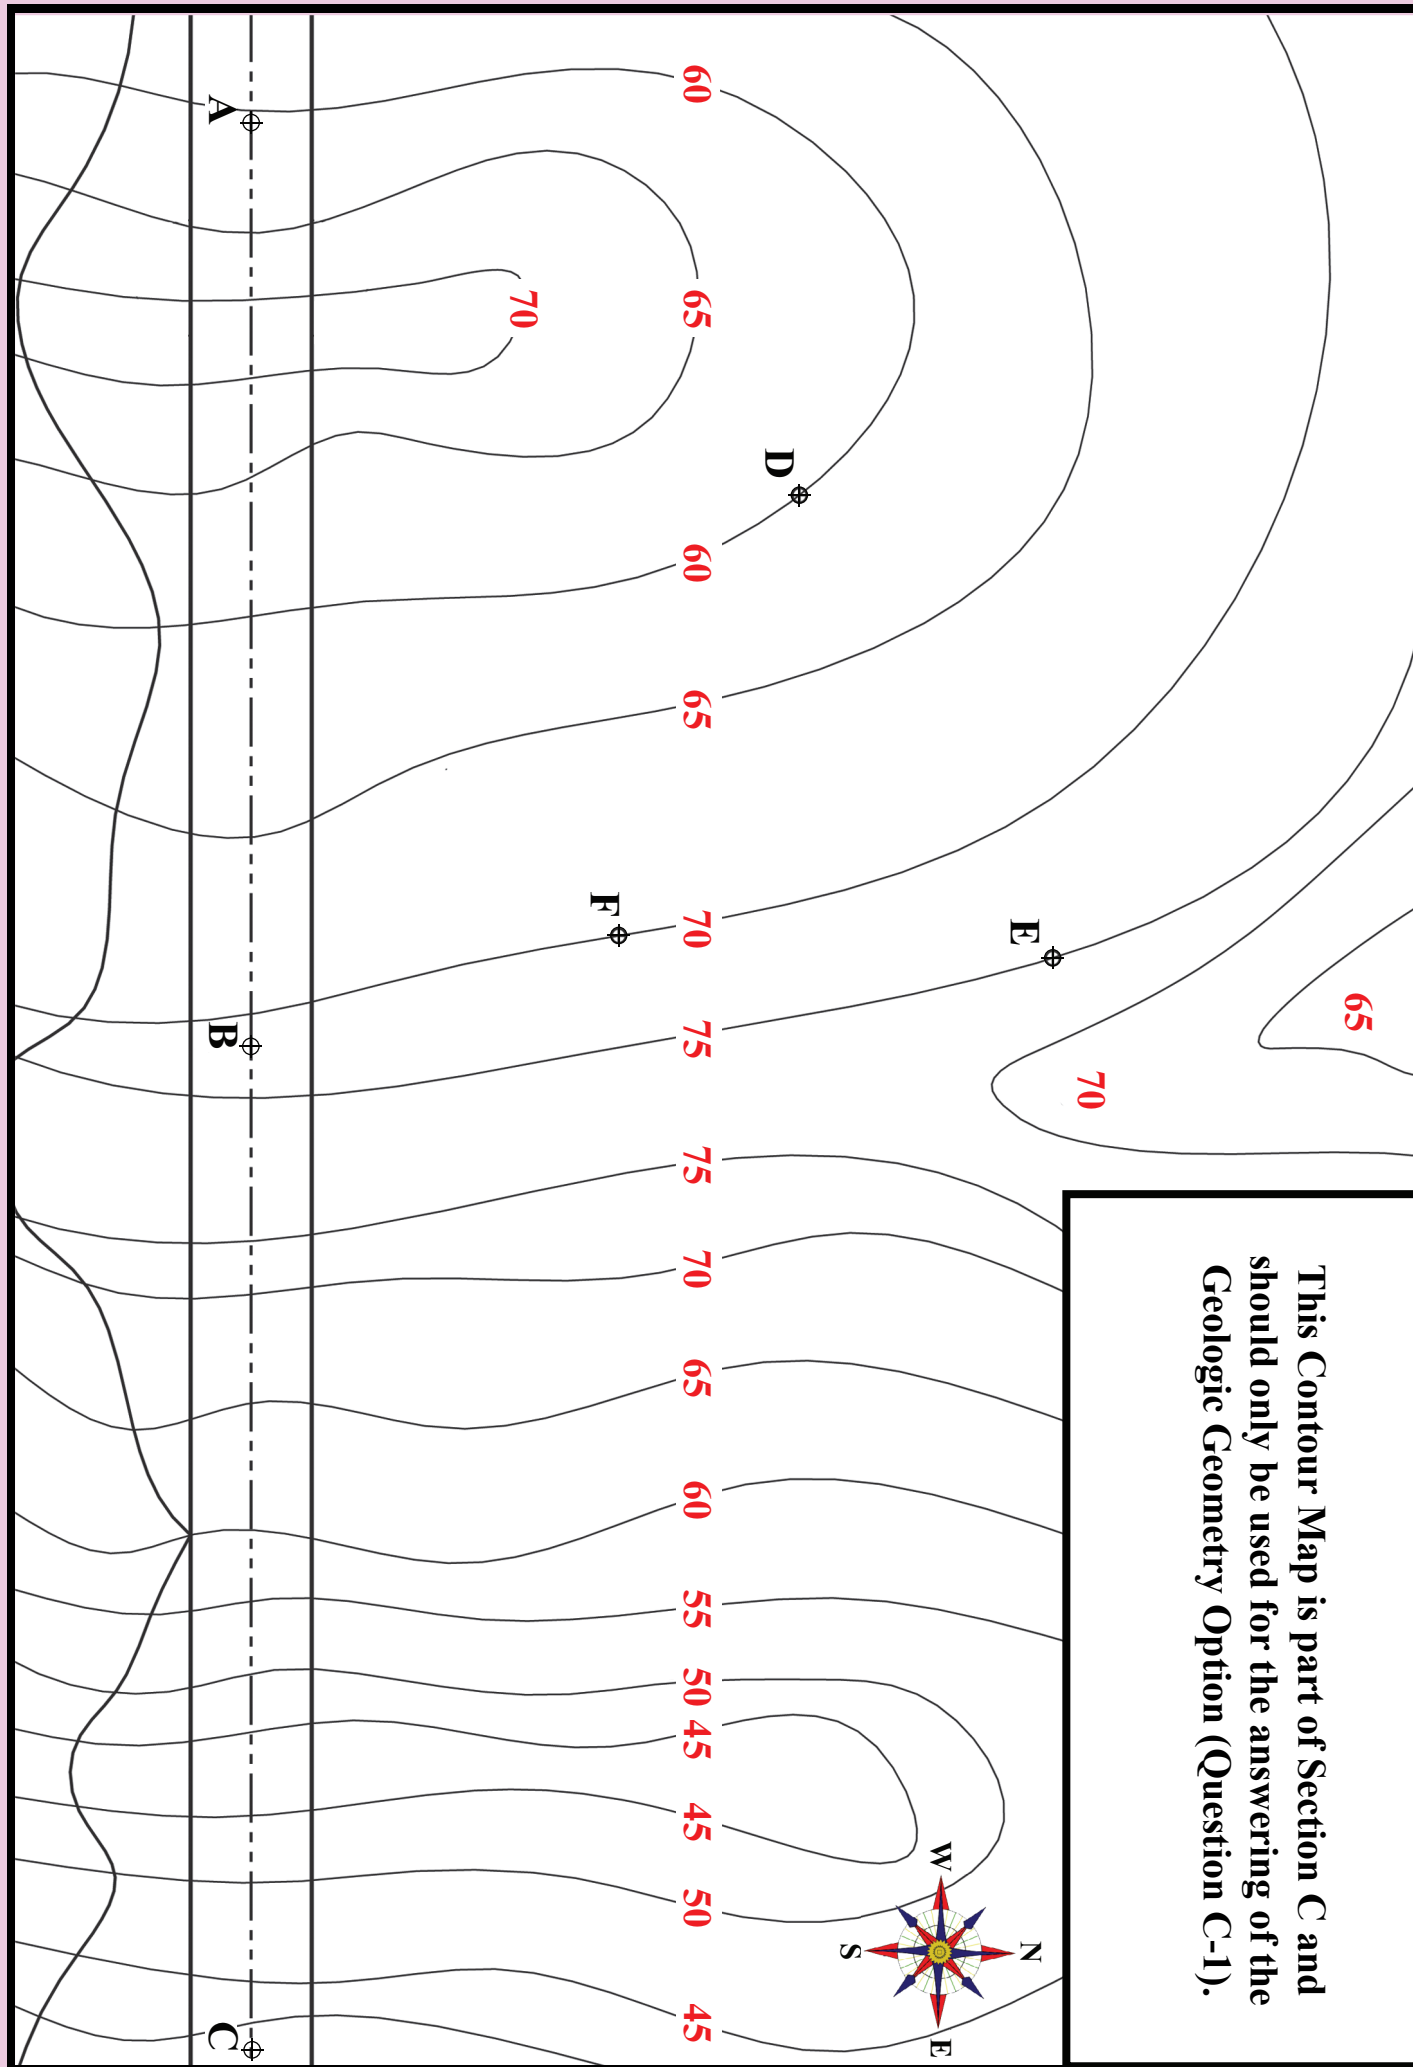 65
This Contour Map is part of Section C and
should only be used for the answering of the
Geologic Geometry Option (Question C-1).
70
E
N
W E
S
D
60 65 60 65 70 75 75 70 65 60 55 50 45 45 50 45
F
70
A B C